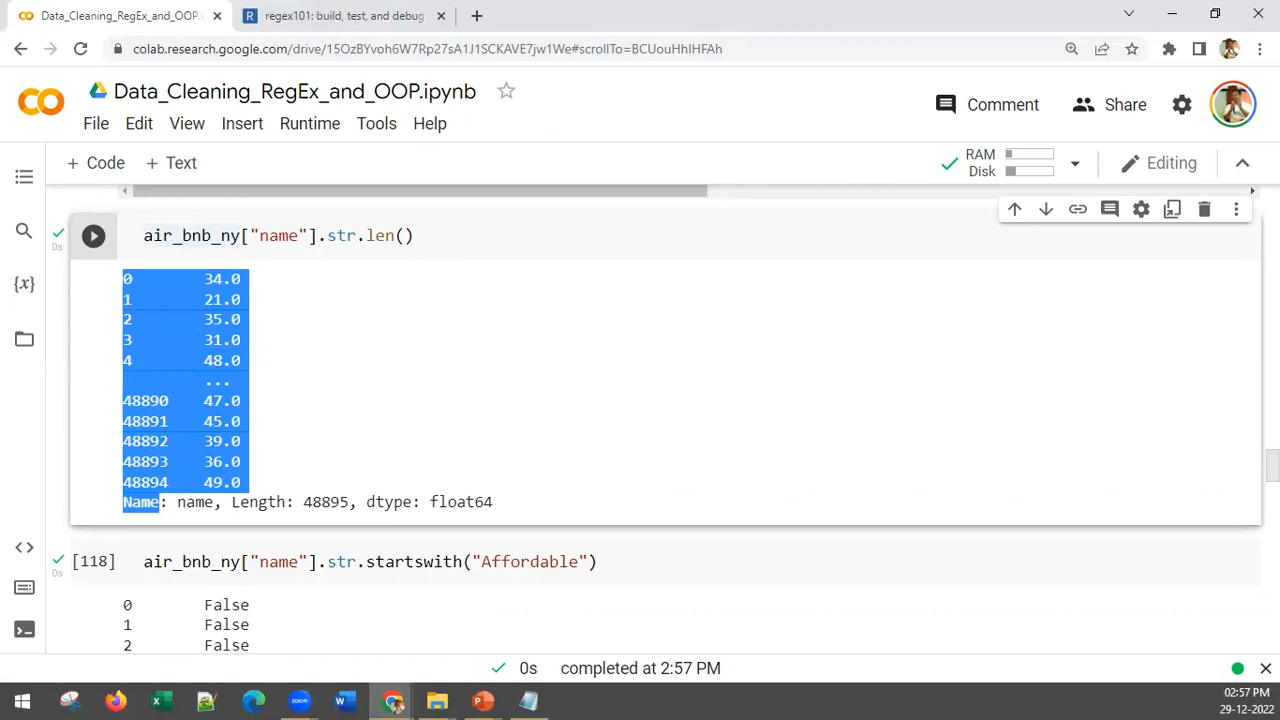 Data_Cleaning_RegEx_and_OOP.i
regex101: build, test, and debug
colab.research.google.com/drive/15OzBYvoh6W7Rp27sA1J1SCKAVE7jw1We#scrollTo=BCUouHhIHFAh
Data_Cleaning_RegEx_and_OOP.ipynb
Comment Share
File Edit View Insert Runtime Tools Help
+ Code + Text
RAM
Disk
Editing
air_bnb_ny["name"].str.len()
0s
0 34.0
1 21.0
2 35.0
3 31.0
4 48.0
...
48890 47.0
48891 45.0
48892 39.0
48893 36.0
48894 49.0
Name: name, Length: 48895, dtype: float64
[118] air_bnb_ny["name"].str.startswith("Affordable")
0s
0 False
1 False
2 False
0s completed at 2:57 PM
zoom
02:57 PM
29-12-2022